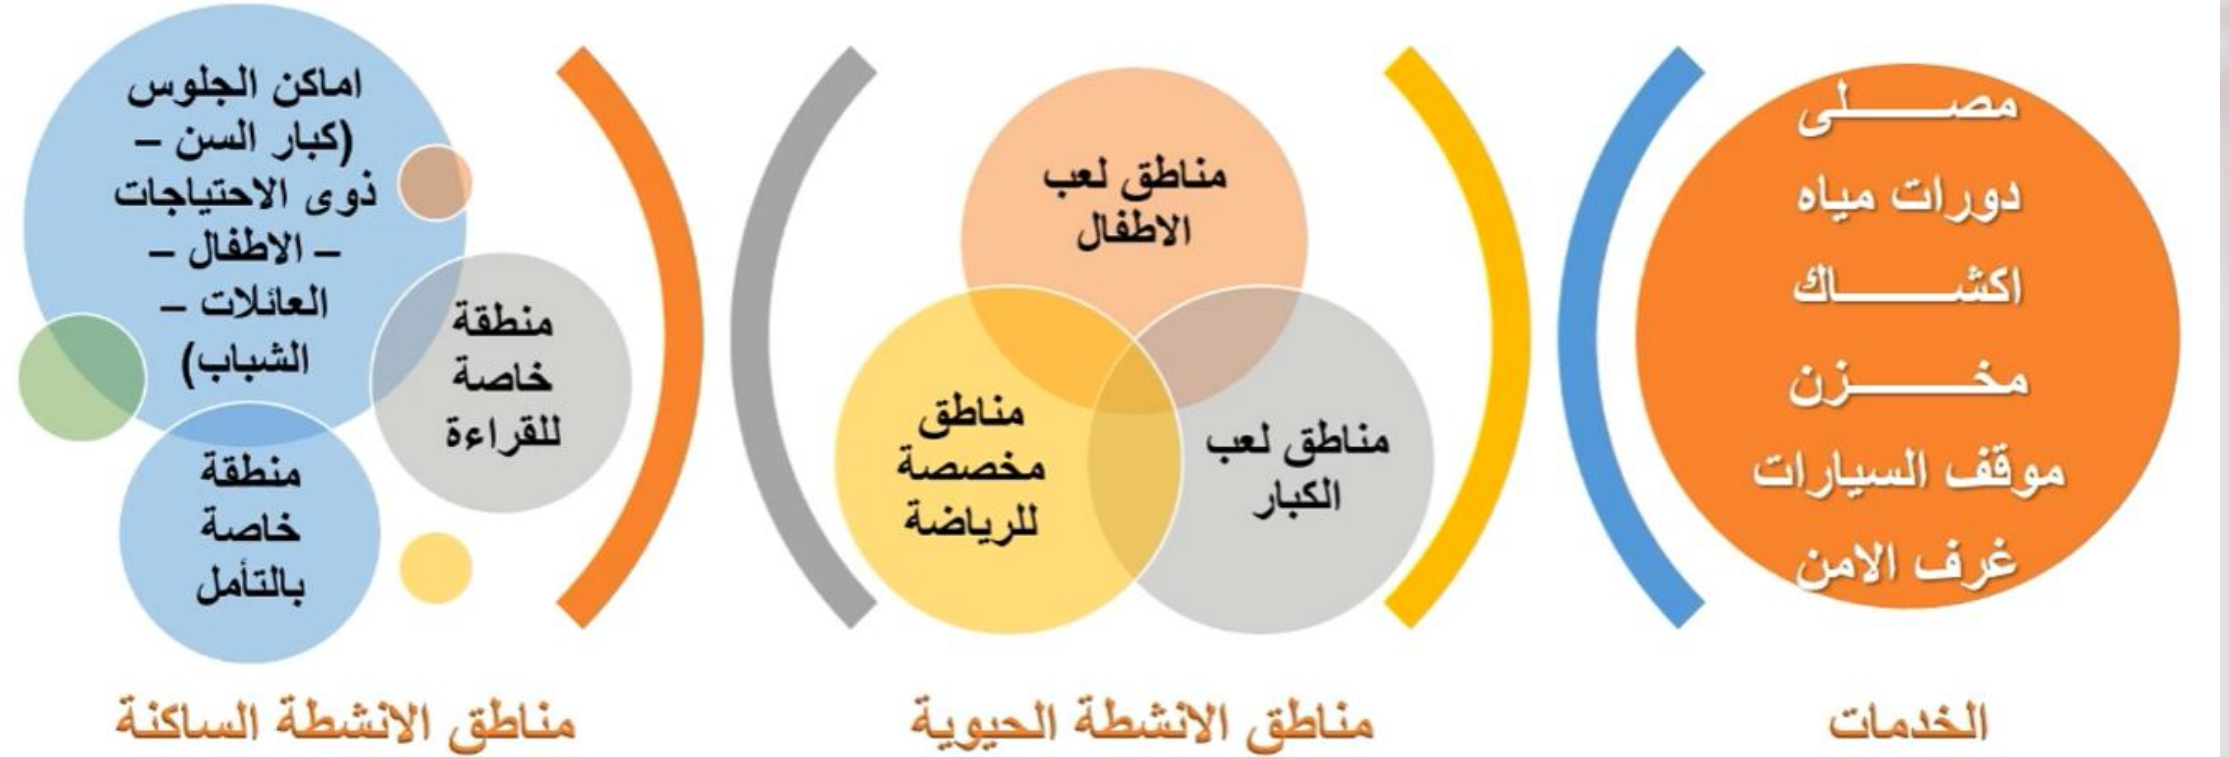 مصلى
دورات مياه
اكشاك
مخزن
موقف السيارات
غرف الامن
الخدمات
مناطق لعب
الاطفال
مناطق لعب
الكبار
مناطق
مخصصة
للرياضة
مناطق الانشطة الحيوية
اماكن الجلوس
(كبار السن –
ذوى الاحتياجات
– الاطفال –
العائلات –
الشباب)
منطقة
خاصة
للقراءة
منطقة
خاصة
بالتأمل
مناطق الانشطة الساكنة